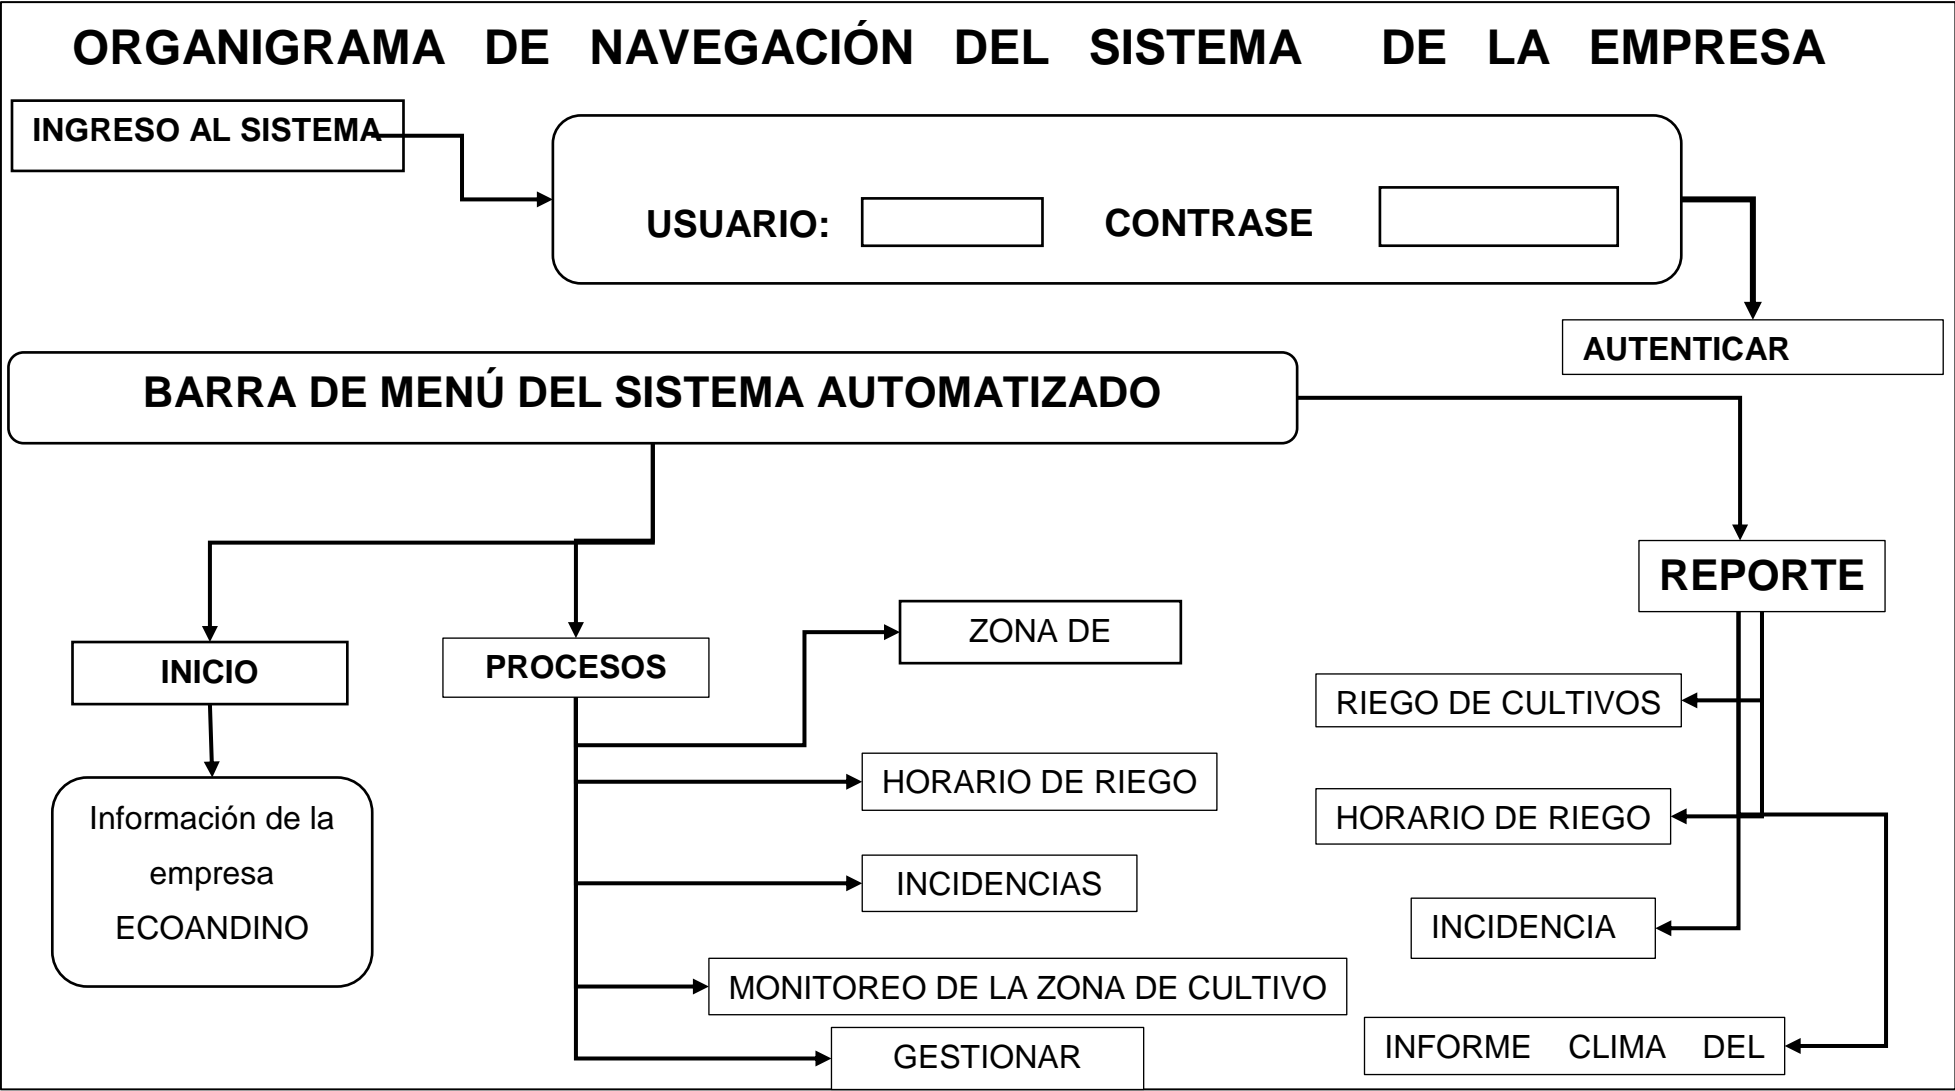 ORGANIGRAMA DE NAVEGACIÓN DEL SISTEMA DE LA EMPRESA
INGRESO AL SISTEMA
USUARIO:
CONTRASE
AUTENTICAR
BARRA DE MENÚ DEL SISTEMA AUTOMATIZADO
INICIO
Información de la
empresa
ECOANDINO
PROCESOS
ZONA DE
HORARIO DE RIEGO
INCIDENCIAS
MONITOREO DE LA ZONA DE CULTIVO
GESTIONAR
REPORTE
RIEGO DE CULTIVOS
HORARIO DE RIEGO
INCIDENCIA
INFORME CLIMA DEL